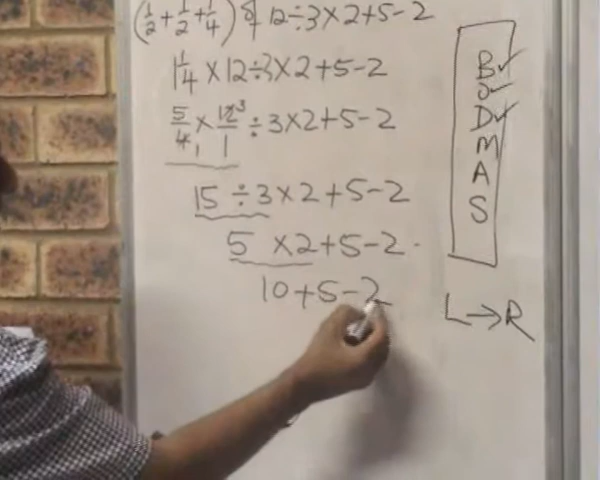 (1/2 + 1/2 + 1/4) of 12 ÷ 3 × 2 + 5 - 2
1 1/4 × 12 ÷ 3 × 2 + 5 - 2
5/4 1 × 12 3/1 ÷ 3 × 2 + 5 - 2
15 ÷ 3 × 2 + 5 - 2
5 × 2 + 5 - 2
10 + 5 - 2
B ✓
O ✓
D ✓
M
A
S
L → R